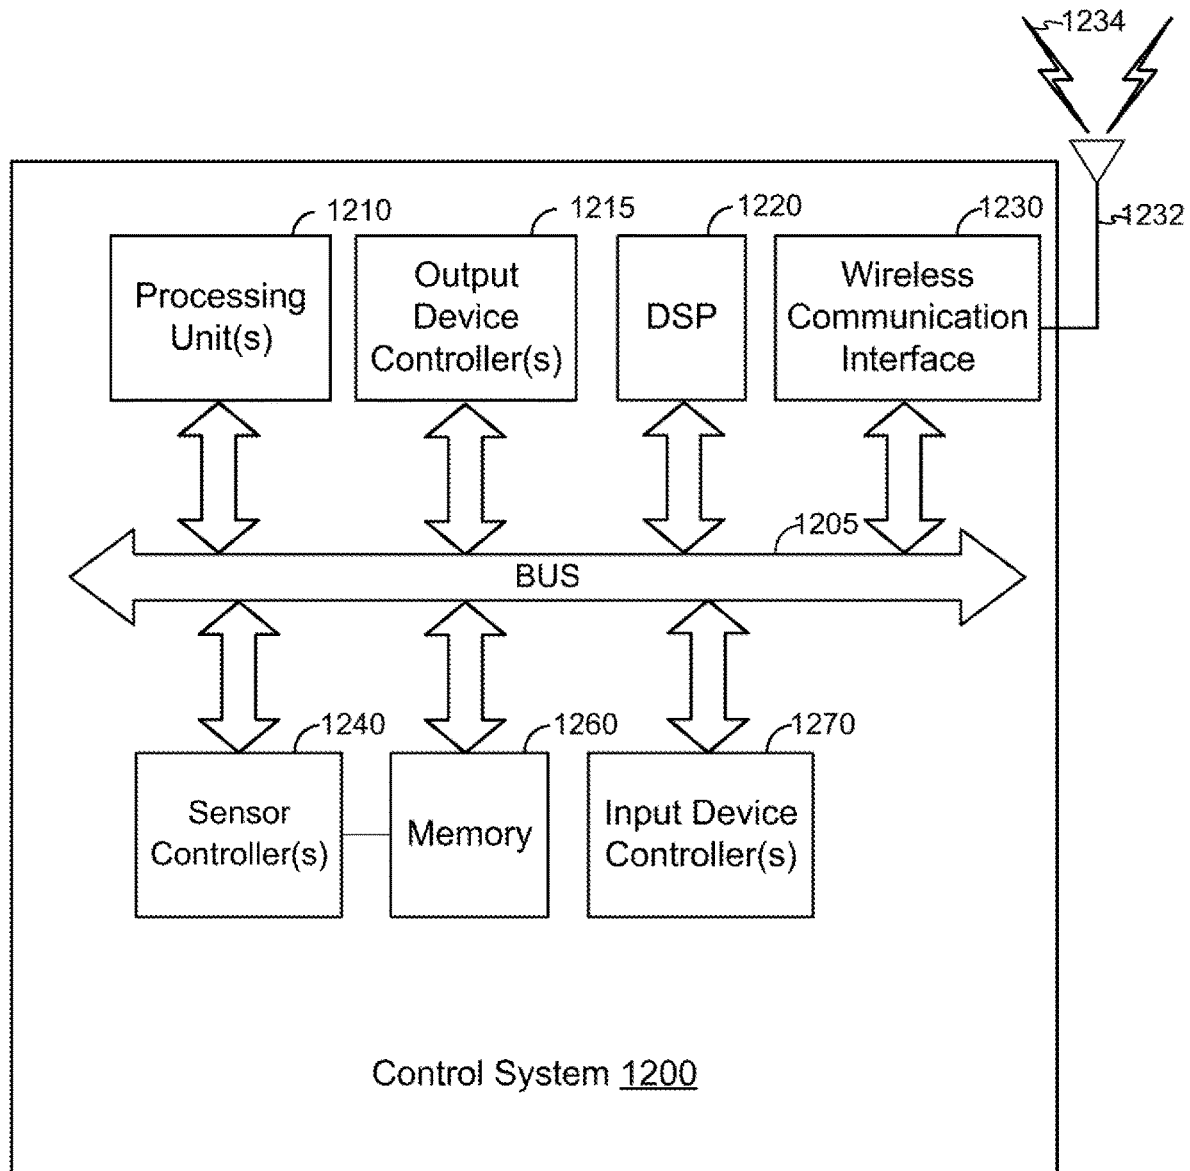 1234
1232
1210
1215
1220
1230
Processing
Unit(s)
Output
Device
Controller(s)
DSP
Wireless
Communication
Interface
1205
BUS
1240
1260
1270
Sensor
Controller(s)
Memory
Input Device
Controller(s)
Control System 1200